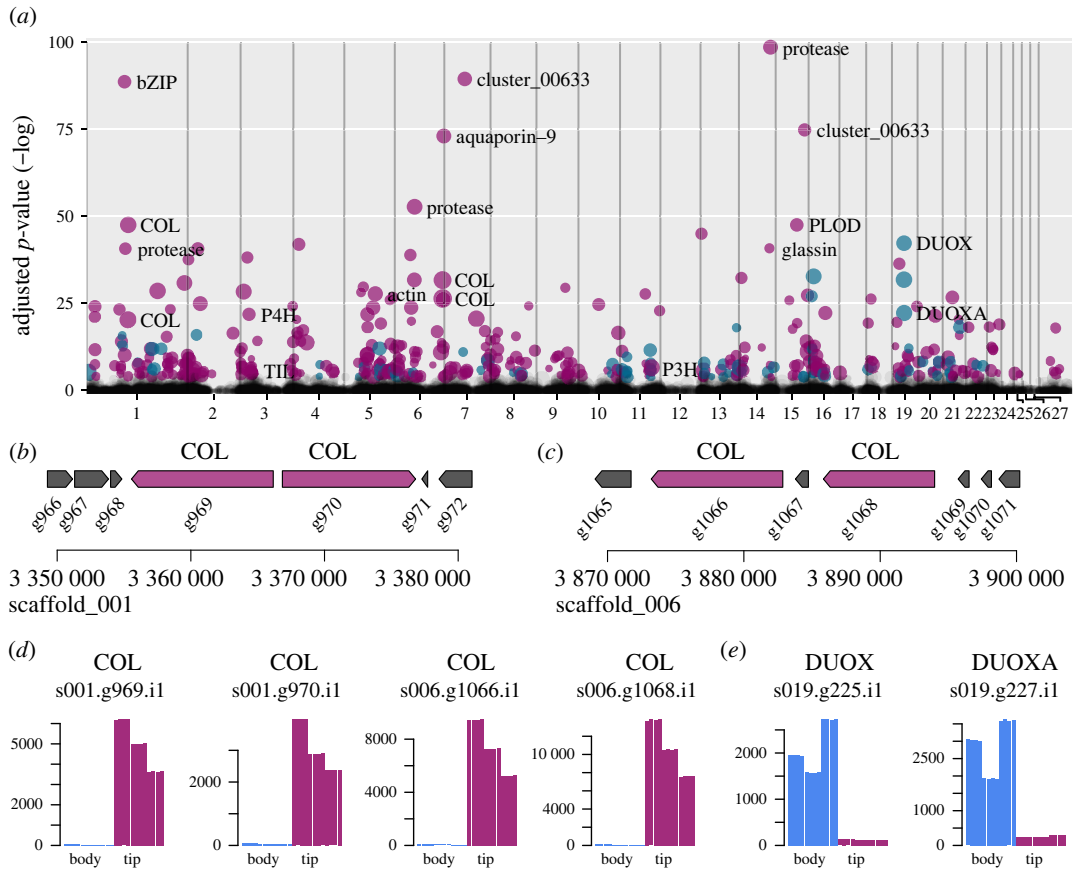 (a)
100
75
50
25
0
adjusted p-value (−log)
protease
bZIP
cluster_00633
cluster_00633
aquaporin–9
protease
COL
PLOD
protease
glassin
DUOX
COL
actin
COL
P4H
DUOXA
COL
TIL
P3H
1 2 3 4 5 6 7 8 9 10 11 12 13 14 15 16 17 18 19 20 21 22 23 24 25 26 27
(b)
COL COL
g966 g967 g968 g969 g970 g971 g972
3 350 000 3 360 000 3 370 000 3 380 000
scaffold_001
(c)
COL COL
g1065 g1066 g1067 g1068 g1069 g1070 g1071
3 870 000 3 880 000 3 890 000 3 900 000
scaffold_006
(d)
COL COL COL COL
s001.g969.i1 s001.g970.i1 s006.g1066.i1 s006.g1068.i1
5000
2000
0
body tip
2000
0
body tip
8000
4000
0
body tip
10 000
4000
0
body tip
(e)
DUOX DUOXA
s019.g225.i1 s019.g227.i1
2000
1000
0
body tip
2500
1000
0
body tip